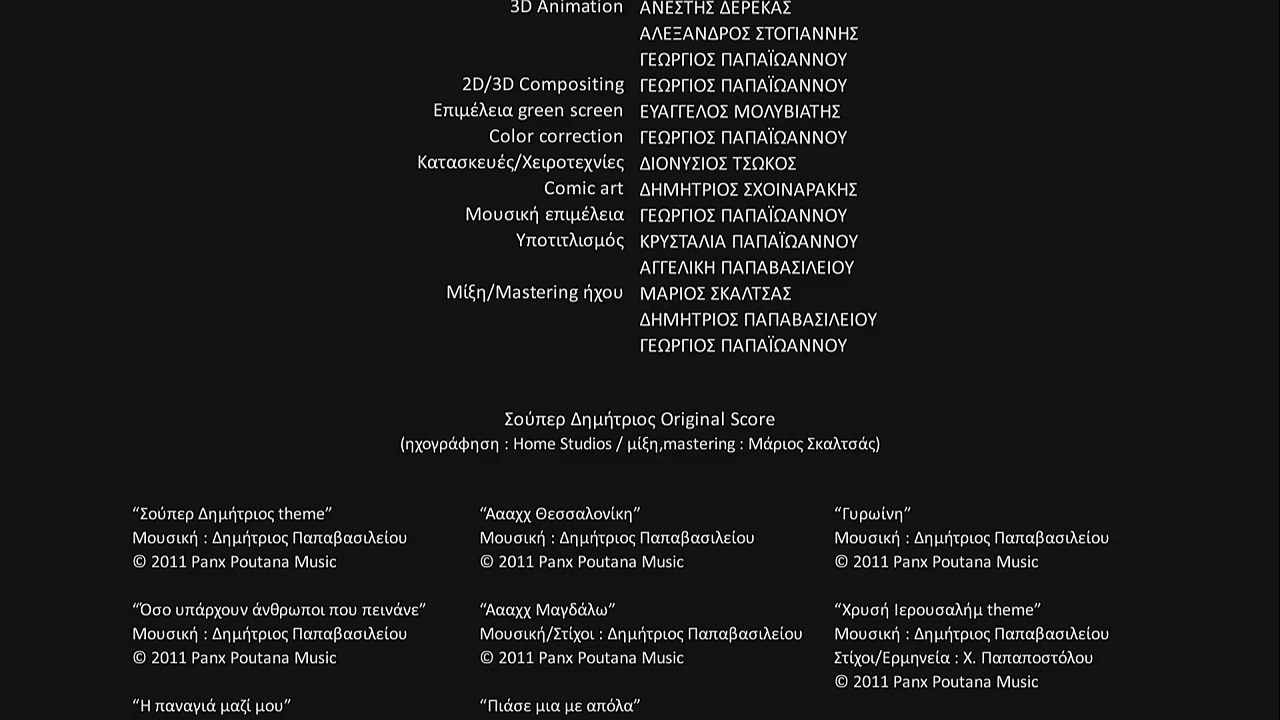 3D Animation ΑΝΕΣΤΗΣ ΔΕΡΕΚΑΣ
ΑΛΕΞΑΝΔΡΟΣ ΣΤΟΓΙΑΝΝΗΣ
ΓΕΩΡΓΙΟΣ ΠΑΠΑΪΩΑΝΝΟΥ
2D/3D Compositing ΓΕΩΡΓΙΟΣ ΠΑΠΑΪΩΑΝΝΟΥ
Επιμέλεια green screen ΕΥΑΓΓΕΛΟΣ ΜΟΛΥΒΙΑΤΗΣ
Color correction ΓΕΩΡΓΙΟΣ ΠΑΠΑΪΩΑΝΝΟΥ
Κατασκευές/Χειροτεχνίες ΔΙΟΝΥΣΙΟΣ ΤΣΩΚΟΣ
Comic art ΔΗΜΗΤΡΙΟΣ ΣΧΟΙΝΑΡΑΚΗΣ
Μουσική επιμέλεια ΓΕΩΡΓΙΟΣ ΠΑΠΑΪΩΑΝΝΟΥ
Υποτιτλισμός ΚΡΥΣΤΑΛΙΑ ΠΑΠΑΪΩΑΝΝΟΥ
ΑΓΓΕΛΙΚΗ ΠΑΠΑΒΑΣΙΛΕΙΟΥ
Μίξη/Mastering ήχου ΜΑΡΙΟΣ ΣΚΑΛΤΣΑΣ
ΔΗΜΗΤΡΙΟΣ ΠΑΠΑΒΑΣΙΛΕΙΟΥ
ΓΕΩΡΓΙΟΣ ΠΑΠΑΪΩΑΝΝΟΥ
Σούπερ Δημήτριος Original Score
(ηχογράφηση : Home Studios / μίξη,mastering : Μάριος Σκαλτσάς)
“Σούπερ Δημήτριος theme”
Μουσική : Δημήτριος Παπαβασιλείου
© 2011 Panx Poutana Music
“Ααaχχ Θεσσαλονίκη”
Μουσική : Δημήτριος Παπαβασιλείου
© 2011 Panx Poutana Music
“Γυρωίνη”
Μουσική : Δημήτριος Παπαβασιλείου
© 2011 Panx Poutana Music
“Όσο υπάρχουν άνθρωποι που πεινάνε”
Μουσική : Δημήτριος Παπαβασιλείου
© 2011 Panx Poutana Music
“Αααχχ Μαγδάλω”
Μουσική/Στίχοι : Δημήτριος Παπαβασιλείου
© 2011 Panx Poutana Music
“Χρυσή Ιερουσαλήμ theme”
Μουσική : Δημήτριος Παπαβασιλείου
Στίχοι/Ερμηνεία : Χ. Παπαποστόλου
© 2011 Panx Poutana Music
“Η παναγιά μαζί μου”
“Πιάσε μια με απόλα”